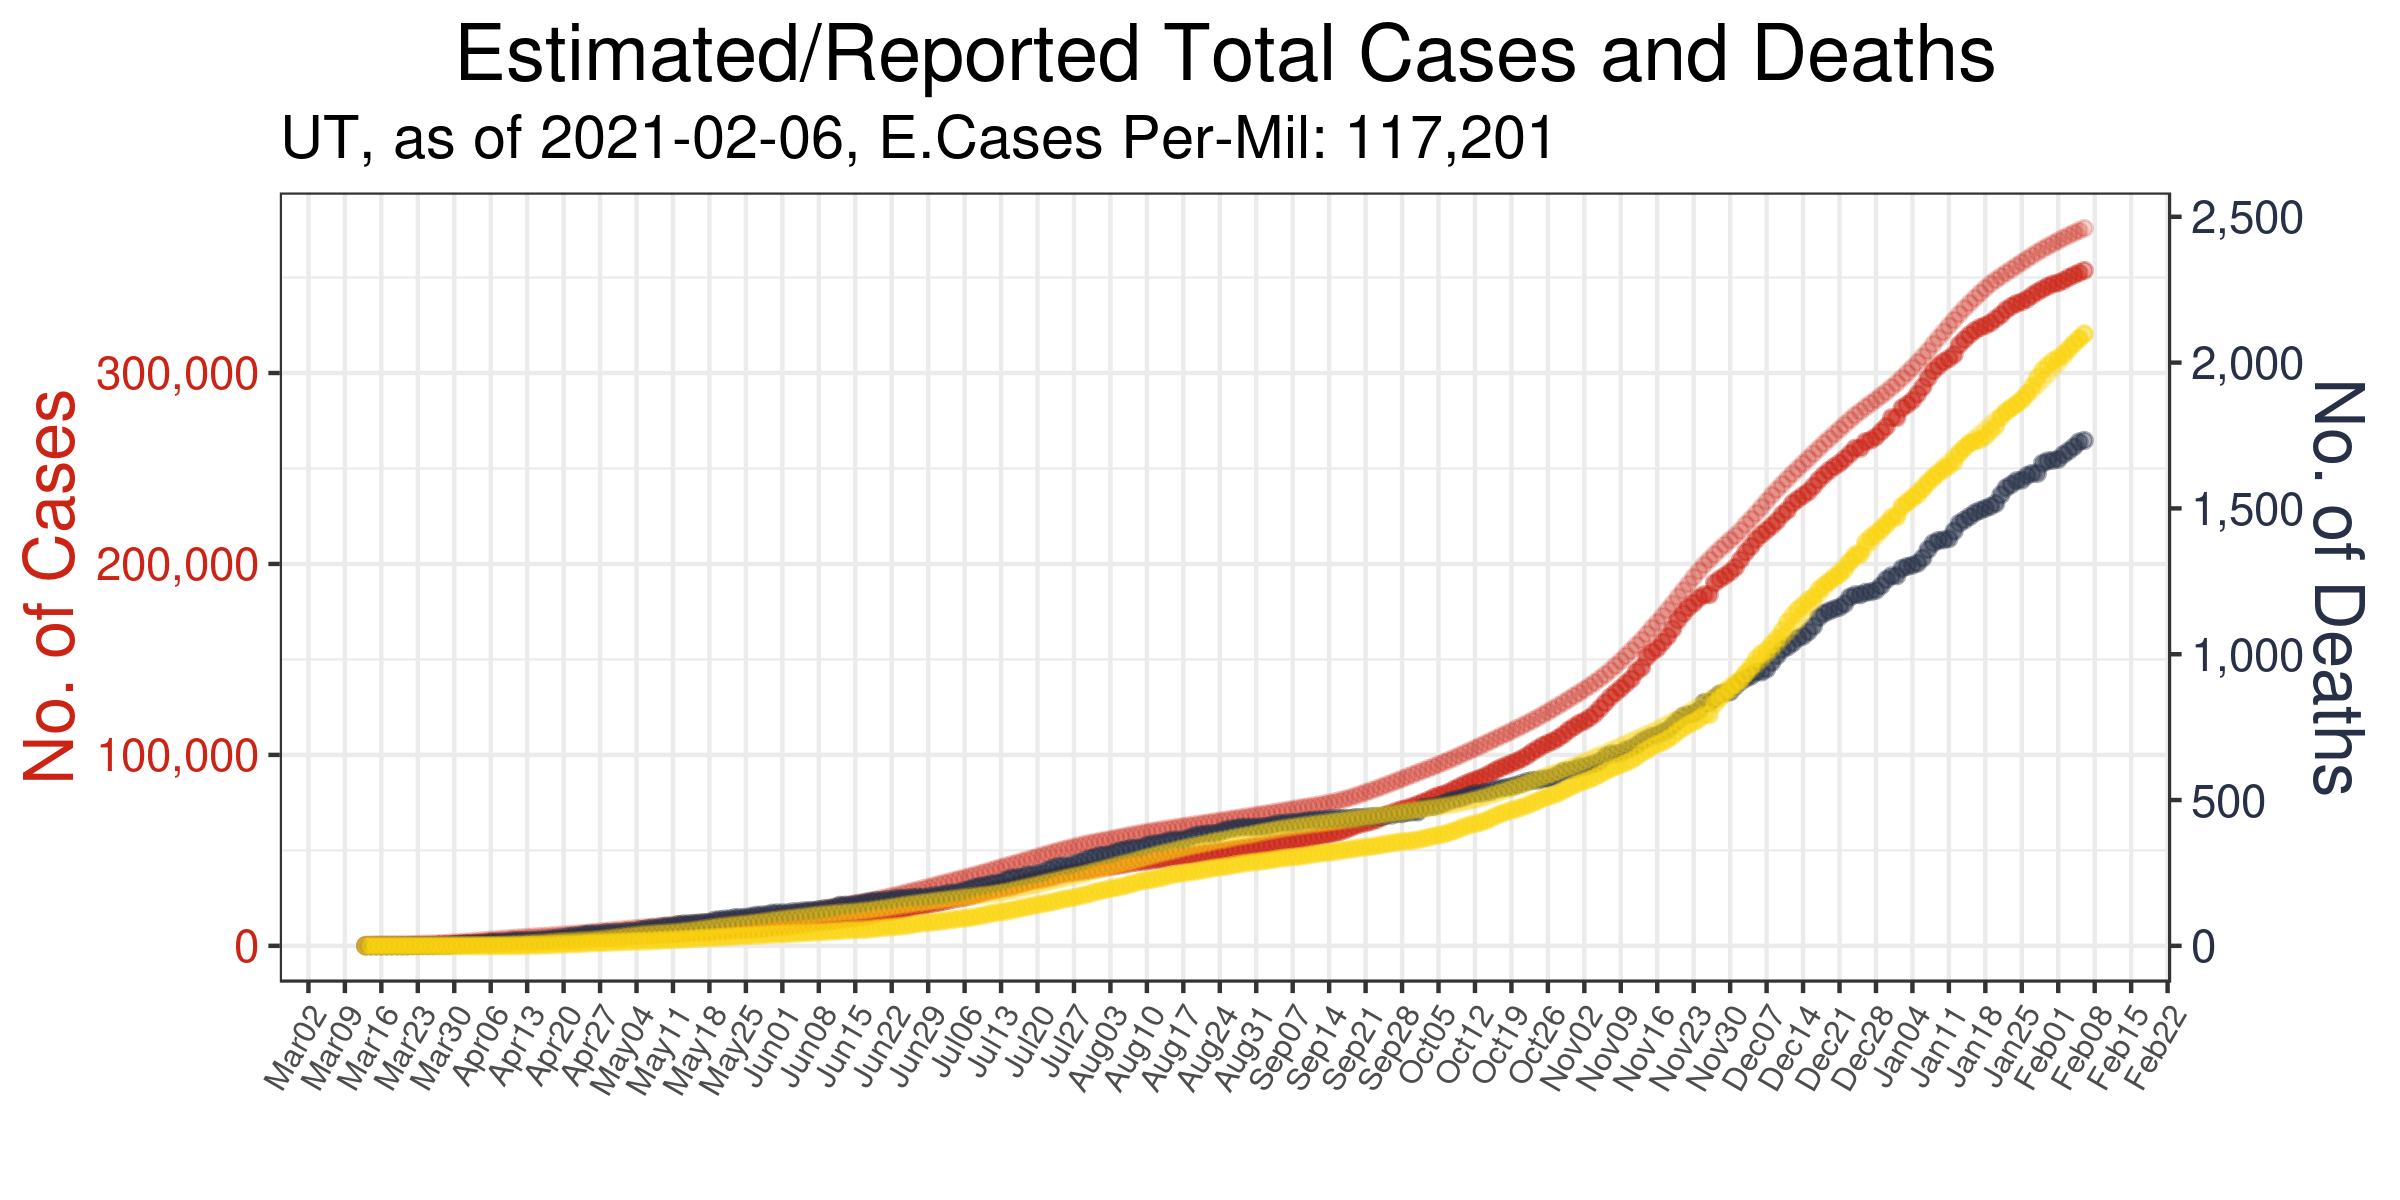 Estimated/Reported Total Cases and Deaths
UT, as of 2021-02-06, E.Cases Per-Mil: 117,201
No. of Cases
300,000
200,000
100,000
0
2,500
2,000
1,500
1,000
500
0
No. of Deaths
Mar02
Mar09
Mar16
Mar23
Mar30
Apr06
Apr13
Apr20
Apr27
May04
May11
May18
May25
Jun01
Jun08
Jun15
Jun22
Jun29
Jul06
Jul13
Jul20
Jul27
Aug03
Aug10
Aug17
Aug24
Aug31
Sep07
Sep14
Sep21
Sep28
Oct05
Oct12
Oct19
Oct26
Nov02
Nov09
Nov16
Nov23
Nov30
Dec07
Dec14
Dec21
Dec28
Jan04
Jan11
Jan18
Jan25
Feb01
Feb08
Feb15
Feb22